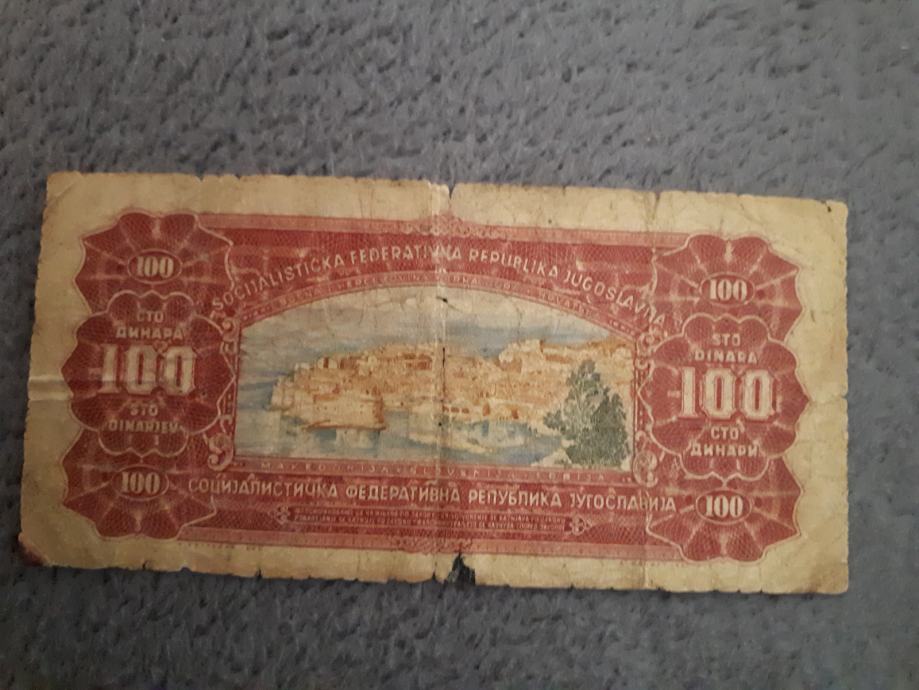 SOCIJALISTIČKA FEDERATIVNA REPUBLIKA JUGOSLAVIJA
100
СТО
ДИНАРА
100
STO
DINARJEV
100
100
STO
DINARA
100
СТО
ДИНАРИ
100
СОЦИЈАЛИСТИЧКА ФЕДЕРАТИВНА РЕПУБЛИКА ЈУГОСЛАВИЈА